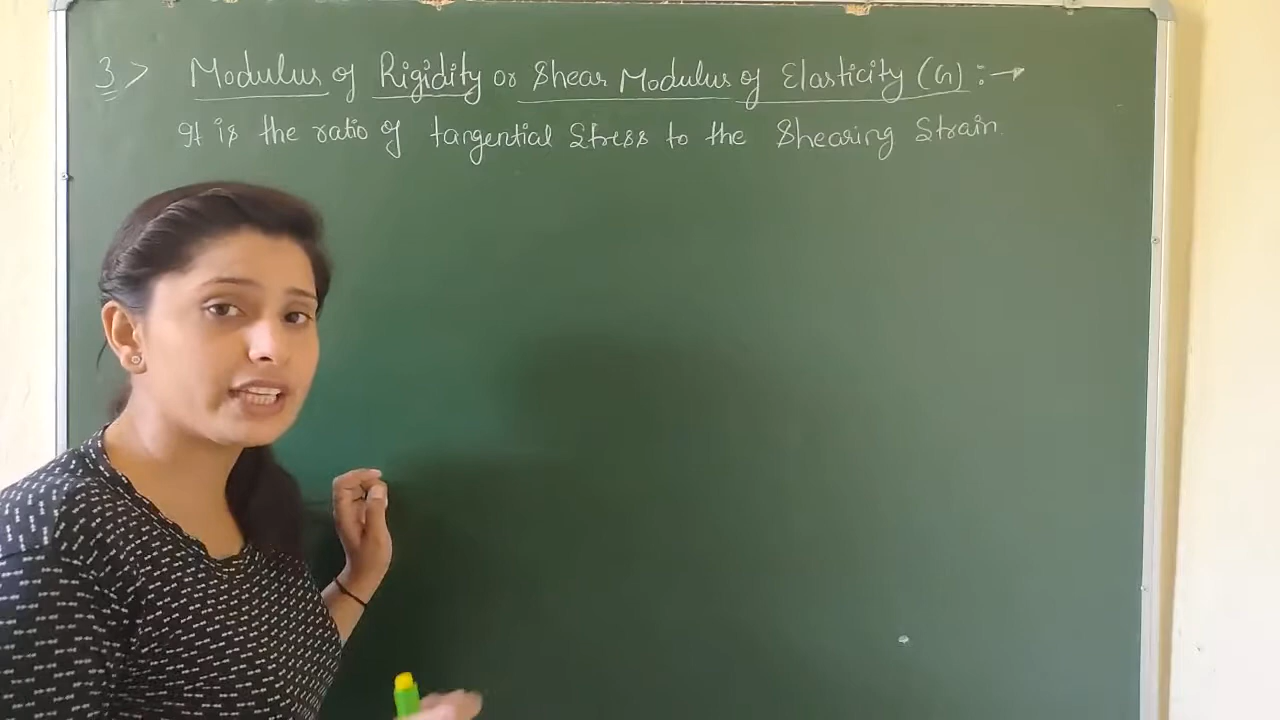 3> Modulus of Rigidity or Shear Modulus of Elasticity (G) :→
It is the ratio of tangential Stress to the Shearing Strain.